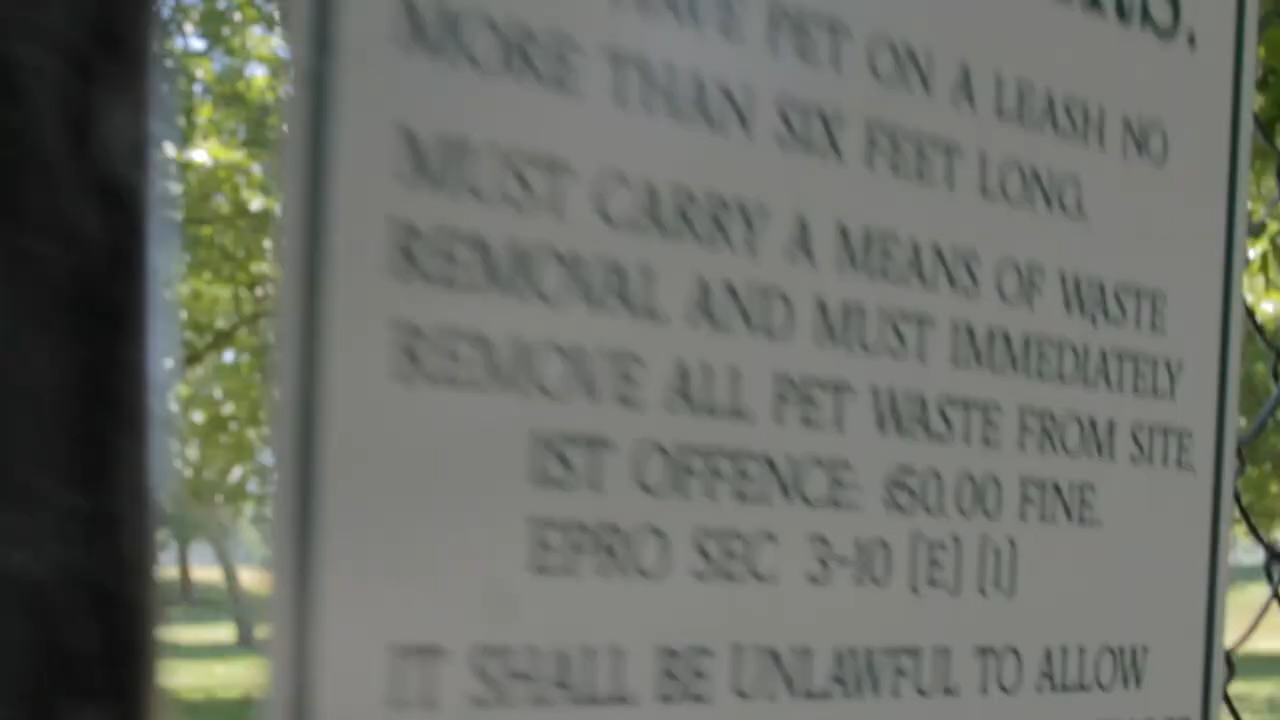 HAVE PET ON A LEASH NO
MORE THAN SIX FEET LONG.
MUST CARRY A MEANS OF WASTE
REMOVAL AND MUST IMMEDIATELY
REMOVE ALL PET WASTE FROM SITE.
1ST OFFENCE: $50.00 FINE.
EPRO SEC 3-10 [E] [1]
IT SHALL BE UNLAWFUL TO ALLOW